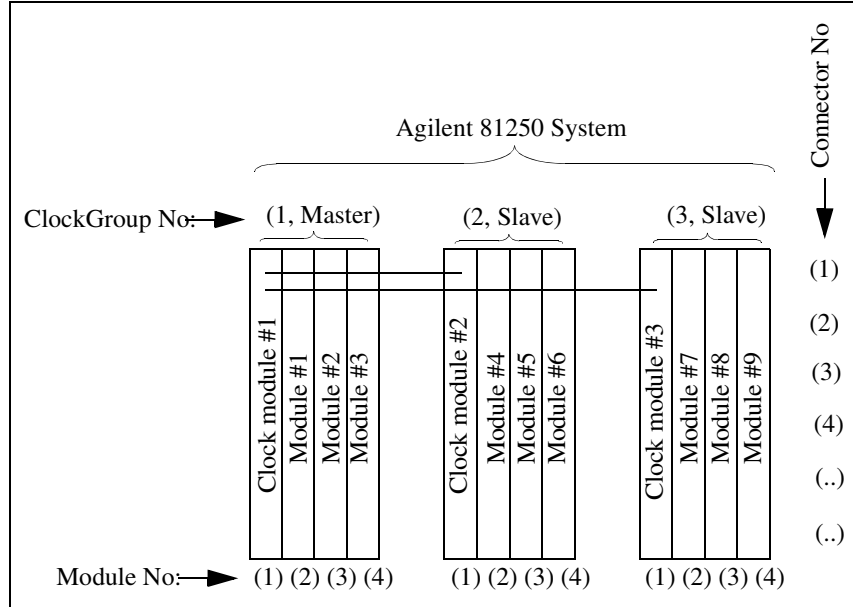 Connector No
Agilent 81250 System
ClockGroup No:
(1, Master)
(2, Slave)
(3, Slave)
Clock module #1
Module #1
Module #2
Module #3
Clock module #2
Module #4
Module #5
Module #6
Clock module #3
Module #7
Module #8
Module #9
(1)
(2)
(3)
(4)
(..)
(..)
Module No:
(1) (2) (3) (4)
(1) (2) (3) (4)
(1) (2) (3) (4)